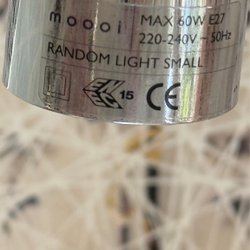 moooi MAX 60W E27
220-240V ~ 50Hz
RANDOM LIGHT SMALL
15 CE